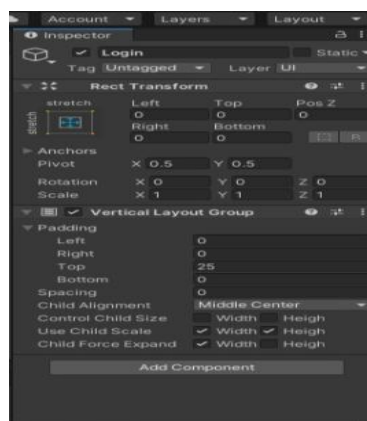 Account Layers Layout
Inspector
Login Static
Tag Untagged Layer UI
Rect Transform
stretch Left Top Pos Z
stretch 0 0 0
Right Bottom
0 0 R
Anchors
Pivot X 0.5 Y 0.5
Rotation X 0 Y 0 Z 0
Scale X 1 Y 1 Z 1
Vertical Layout Group
Padding
Left 0
Right 0
Top 25
Bottom 0
Spacing 0
Child Alignment Middle Center
Control Child Size Width Heigh
Use Child Scale Width Heigh
Child Force Expand Width Heigh
Add Component